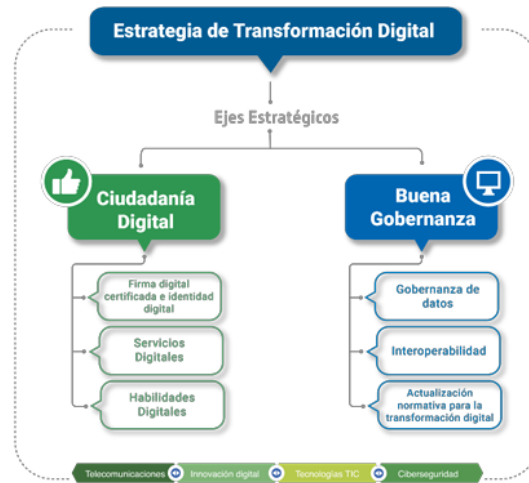 Estrategia de Transformación Digital
Ejes Estratégicos
Ciudadanía
Digital
Firma digital
certificada e identidad
digital
Servicios
Digitales
Habilidades
Digitales
Buena
Gobernanza
Gobernanza de
datos
Interoperabilidad
Actualización
normativa para la
transformación digital
Telecomunicaciones
Innovación digital
Tecnologías TIC
Ciberseguridad